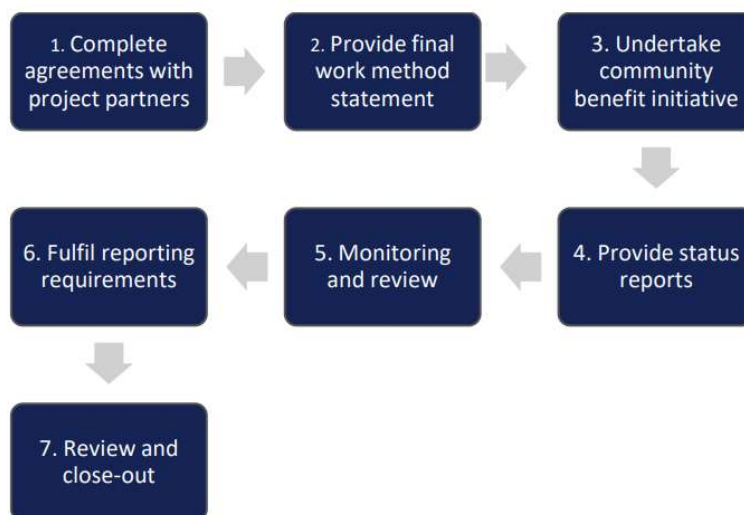 1. Complete
agreements with
project partners
2. Provide final
work method
statement
3. Undertake
community
benefit initiative
4. Provide status
reports
5. Monitoring
and review
6. Fulfil reporting
requirements
7. Review and
close-out